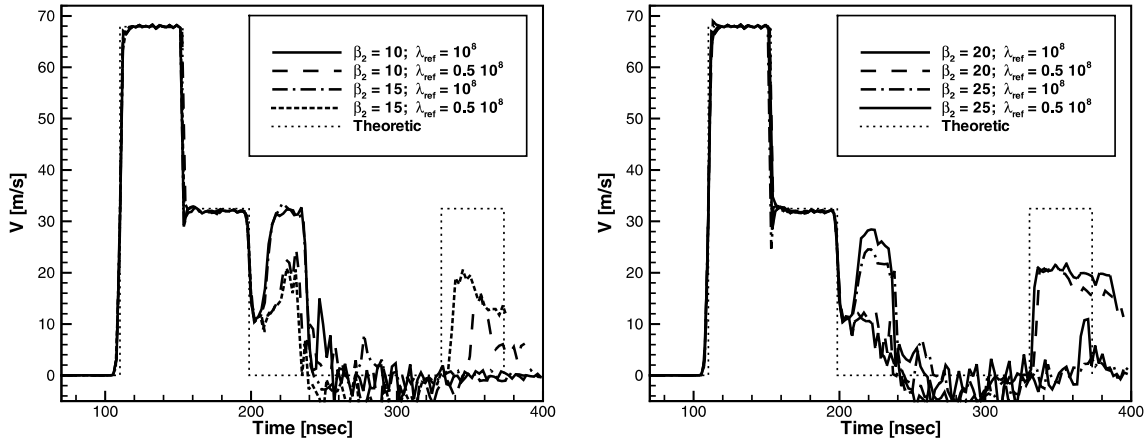 β2 = 10; λref = 10^8
β2 = 10; λref = 0.5 10^8
β2 = 15; λref = 10^8
β2 = 15; λref = 0.5 10^8
Theoretic
V [m/s]
70
60
50
40
30
20
10
0
100 200 300 400
Time [nsec]
β2 = 20; λref = 10^8
β2 = 20; λref = 0.5 10^8
β2 = 25; λref = 10^8
β2 = 25; λref = 0.5 10^8
Theoretic
V [m/s]
70
60
50
40
30
20
10
0
100 200 300 400
Time [nsec]